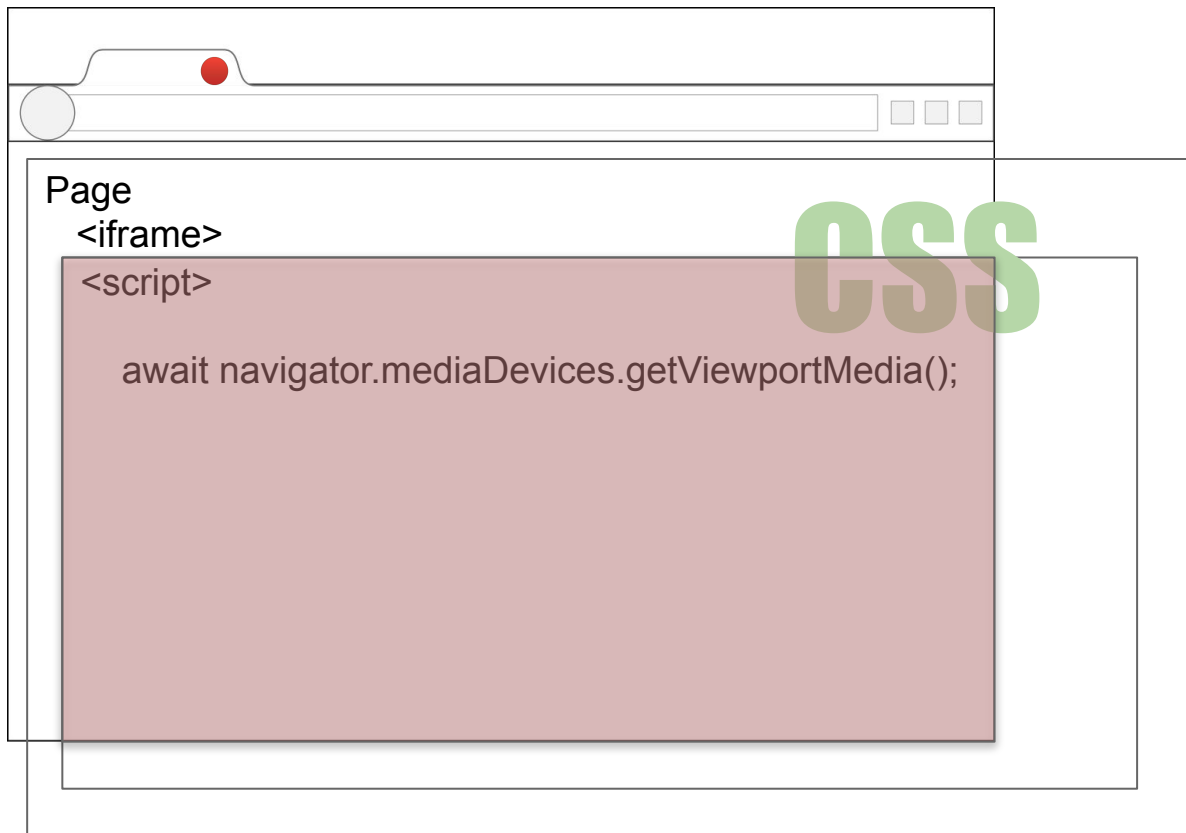 Page
<iframe>
CSS
<script>
await navigator.mediaDevices.getViewportMedia();